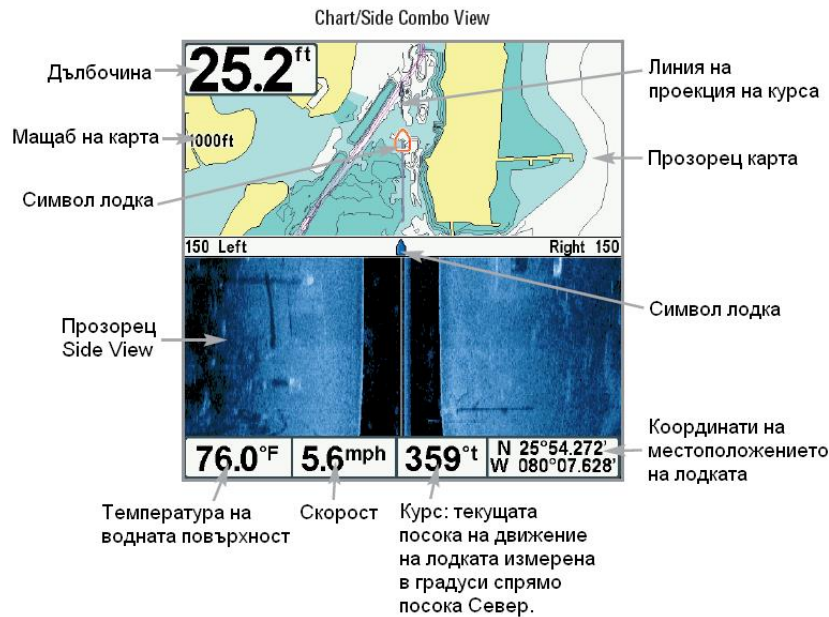 Chart/Side Combo View
Дълбочина
25.2 ft
Линия на
проекция на курса
Мащаб на карта
1000ft
Прозорец карта
Символ лодка
150 Left
Right 150
Символ лодка
Прозорец
Side View
Координати на
местоположението
на лодката
76.0°F
5.6mph
359°t
N 25°54.272'
W 080°07.628'
Температура на
водната повърхност
Скорост
Курс: текущата
посока на движение
на лодката измерена
в градуси спрямо
посока Север.